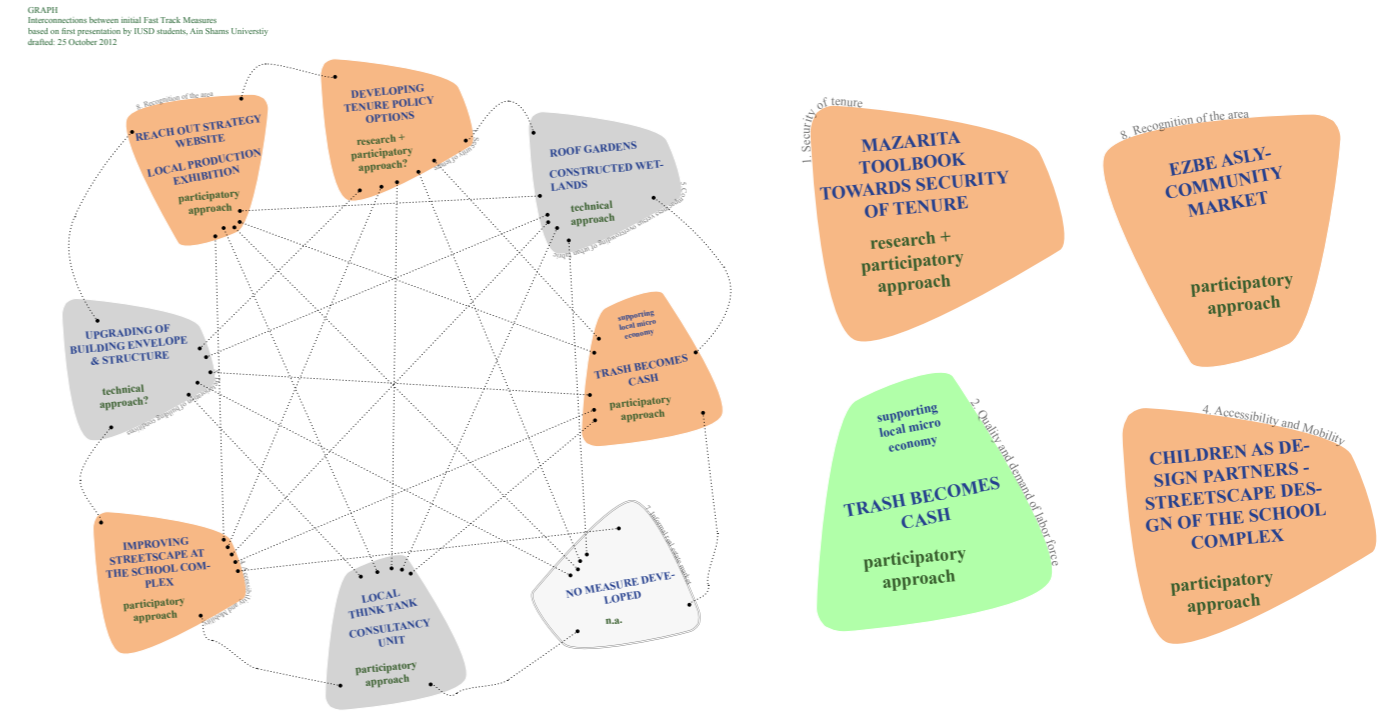 GRAPH
Interconnections between initial Fast Track Measures
based on first presentation by IUSD students, Ain Shams Universtiy
drafted: 25 October 2012
8. Recognition of the area
REACH OUT STRATEGY
WEBSITE
LOCAL PRODUCTION
EXHIBITION
participatory
approach
DEVELOPING
TENURE POLICY
OPTIONS
research +
participatory
approach?
ROOF GARDENS
CONSTRUCTED WET-
LANDS
technical
approach
supporting
local micro
economy
TRASH BECOMES
CASH
participatory
approach
NO MEASURE DEVE-
LOPED
n.a.
LOCAL
THINK TANK
CONSULTANCY
UNIT
participatory
approach
IMPROVING
STREETSCAPE AT
THE SCHOOL COM-
PLEX
participatory
approach
UPGRADING OF
BUILDING ENVELOPE
& STRUCTURE
technical
approach?
1. Security of tenure
MAZARITA
TOOLBOOK
TOWARDS SECURITY
OF TENURE
research +
participatory
approach
8. Recognition of the area
EZBE ASLY-
COMMUNITY
MARKET
participatory
approach
2. Quality and demand of labor force
supporting
local micro
economy
TRASH BECOMES
CASH
participatory
approach
4. Accessibility and Mobility
CHILDREN AS DE-
SIGN PARTNERS -
STREETSCAPE DES-
GN OF THE SCHOOL
COMPLEX
participatory
approach